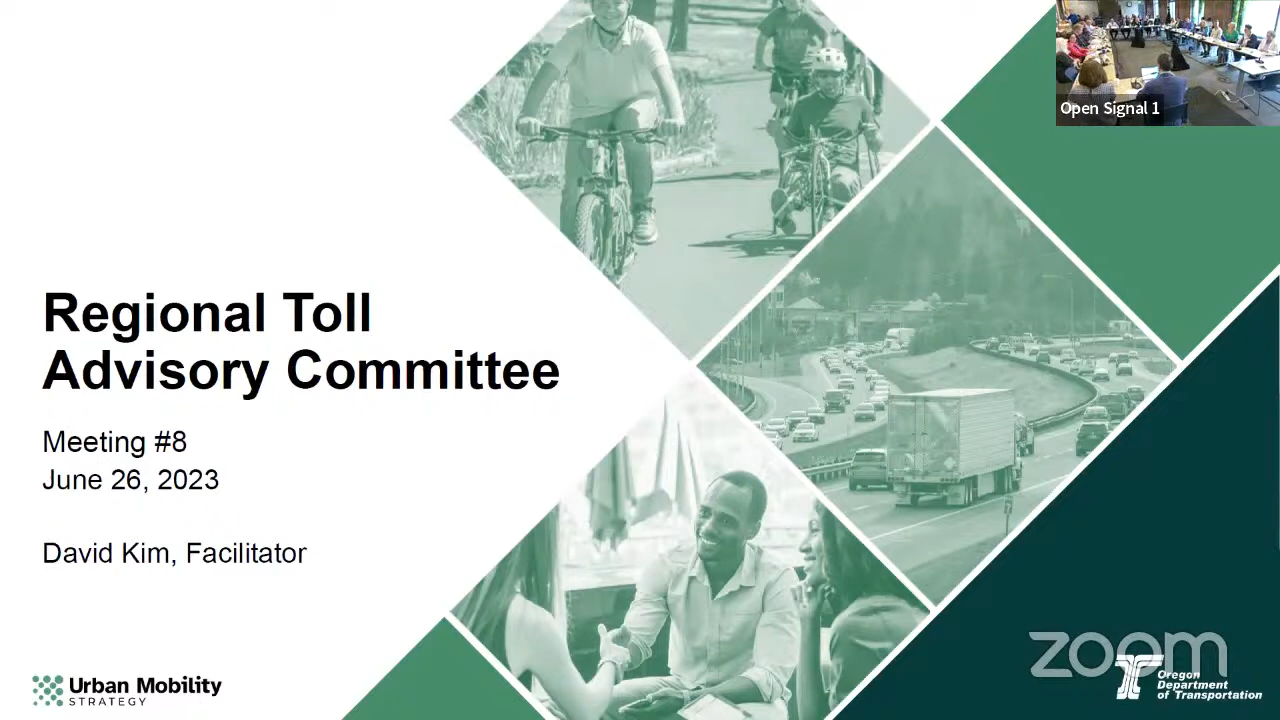 Open Signal 1
Regional Toll
Advisory Committee
Meeting #8
June 26, 2023
David Kim, Facilitator
Urban Mobility
STRATEGY
zoom
Oregon
Department
of Transportation